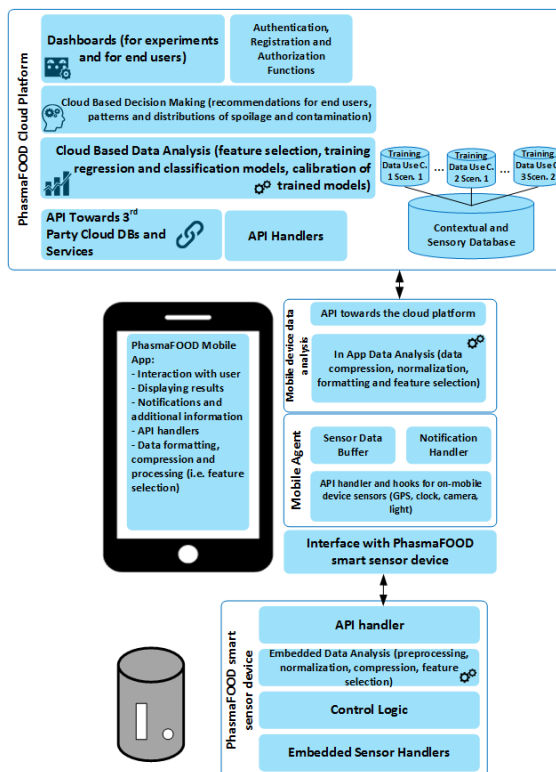 PhasmaFOOD Cloud Platform
Dashboards (for experiments
and for end users)
Authentication,
Registration and
Authorization
Functions
Cloud Based Decision Making (recommendations for end users,
patterns and distributions of spoilage and contamination)
Cloud Based Data Analysis (feature selection, training
regression and classification models, calibration of
trained models)
Training
Data Use C.
1 Scen. 1
...
Training
Data Use C.
2 Scen. 1
...
Training
Data Use C.
3 Scen. 2
Contextual and
Sensory Database
API Towards 3rd
Party Cloud DBs and
Services
API Handlers
PhasmaFOOD Mobile
App:
- Interaction with user
- Displaying results
- Notifications and
additional information
- API handlers
- Data formatting,
compression and
processing (i.e. feature
selection)
Mobile device data
analysis
API towards the cloud platform
In App Data Analysis (data
compression, normalization,
formatting and feature selection)
Mobile Agent
Sensor Data
Buffer
Notification
Handler
API handler and hooks for on-mobile
device sensors (GPS, clock, camera,
light)
Interface with PhasmaFOOD
smart sensor device
PhasmaFOOD smart
sensor device
API handler
Embedded Data Analysis (preprocessing,
normalization, compression, feature
selection)
Control Logic
Embedded Sensor Handlers